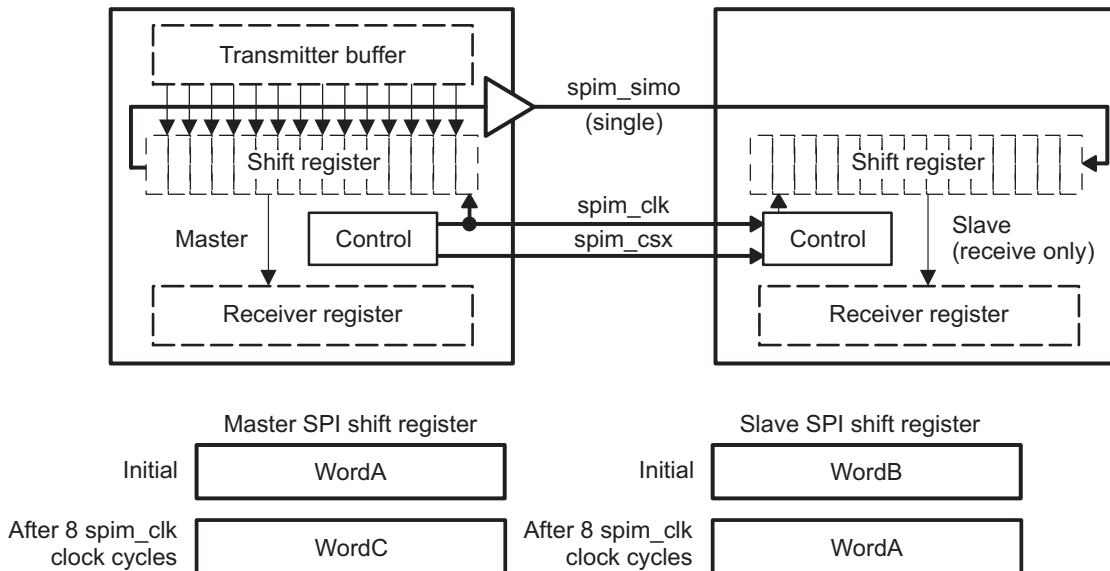 Transmitter buffer
spim_simo
(single)
Shift register
Shift register
spim_clk
Master
Control
spim_csx
Control
Slave
(receive only)
Receiver register
Receiver register
Master SPI shift register
Slave SPI shift register
Initial
WordA
Initial
WordB
After 8 spim_clk
clock cycles
WordC
After 8 spim_clk
clock cycles
WordA